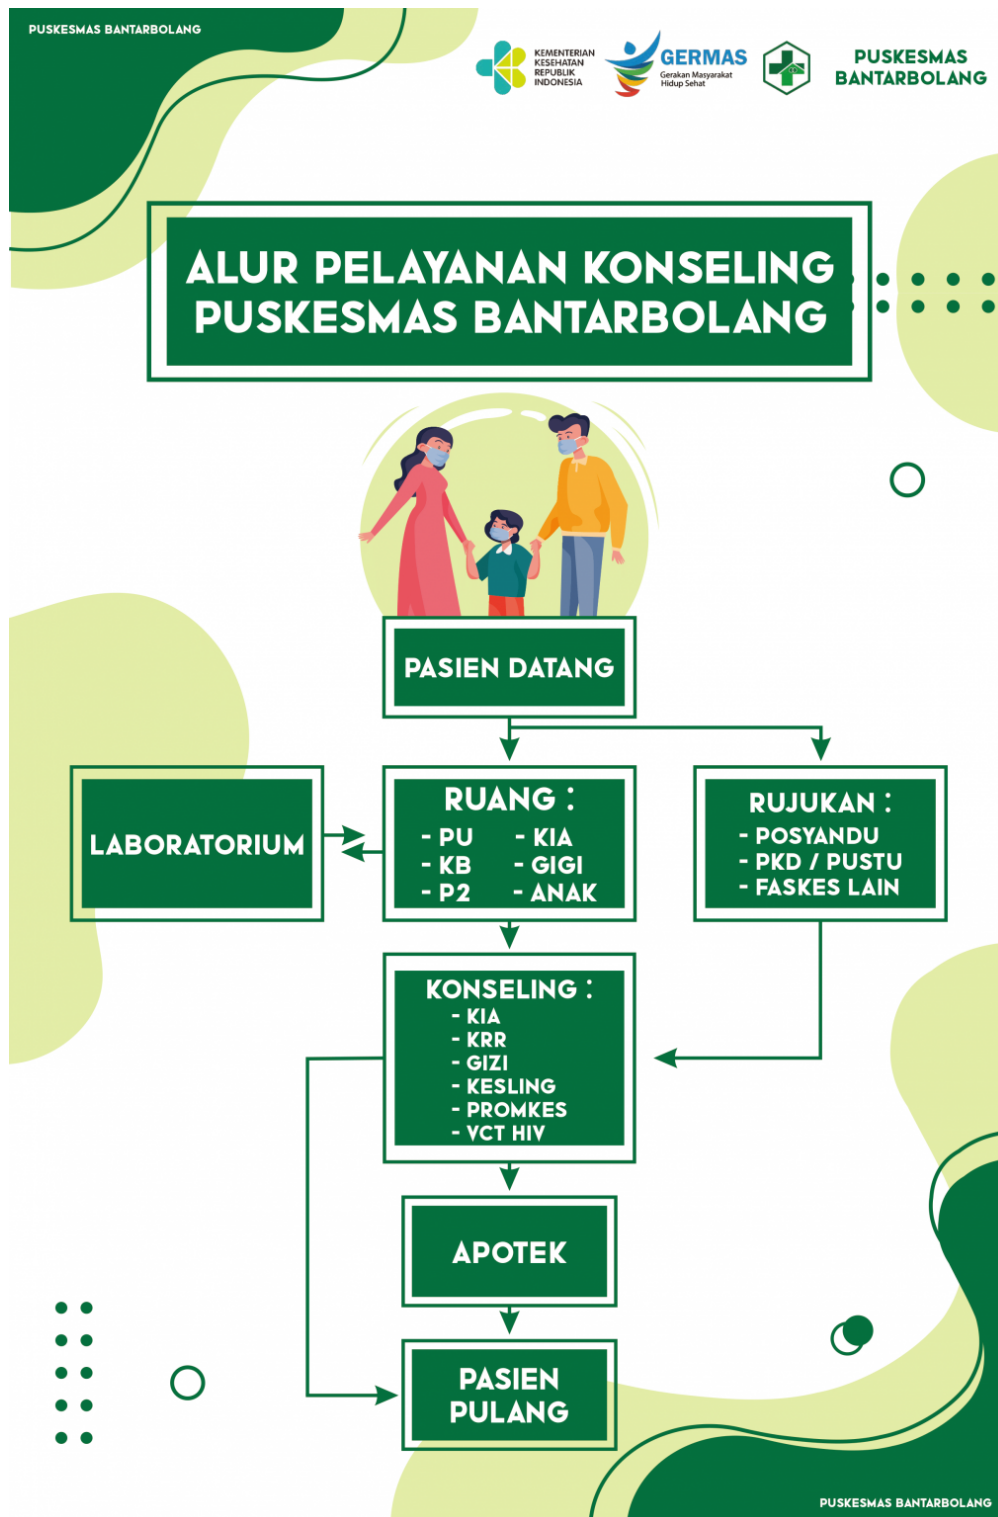 PUSKESMAS BANTARBOLANG
KEMENTERIAN
KESEHATAN
REPUBLIK
INDONESIA
GERMAS
Gerakan Masyarakat
Hidup Sehat
PUSKESMAS
BANTARBOLANG
ALUR PELAYANAN KONSELING
PUSKESMAS BANTARBOLANG
PASIEN DATANG
LABORATORIUM
RUANG :
- PU - KIA
- KB - GIGI
- P2 - ANAK
RUJUKAN :
- POSYANDU
- PKD / PUSTU
- FASKES LAIN
KONSELING :
- KIA
- KRR
- GIZI
- KESLING
- PROMKES
- VCT HIV
APOTEK
PASIEN
PULANG
PUSKESMAS BANTARBOLANG